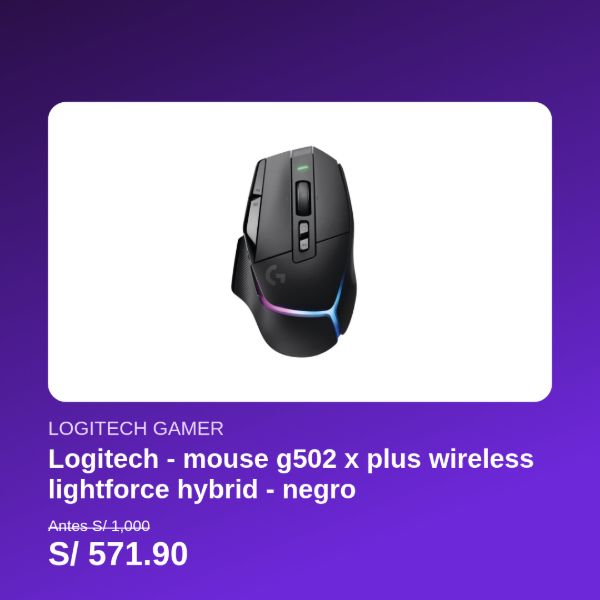 LOGITECH GAMER
Logitech - mouse g502 x plus wireless
lightforce hybrid - negro
Antes S/ 1,000
S/ 571.90